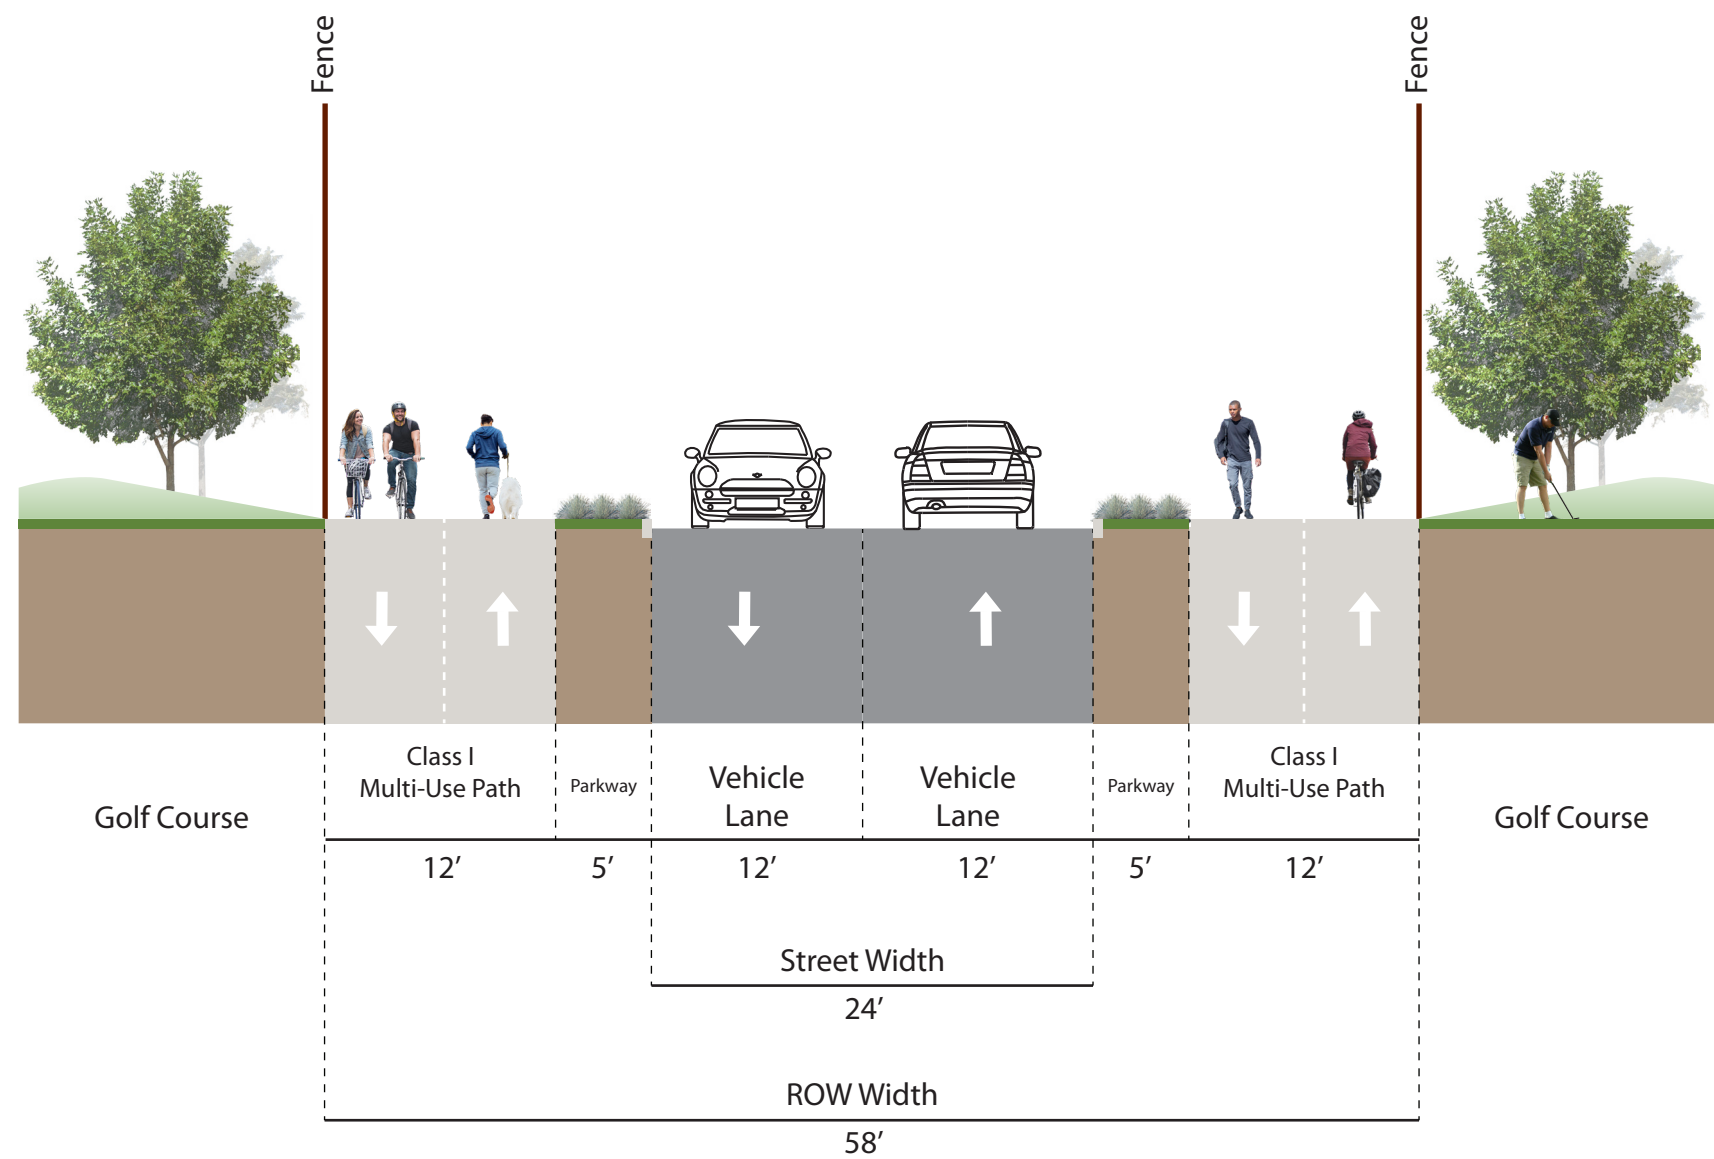 Fence
Fence
Golf Course
Class I
Multi-Use Path
Parkway
Vehicle
Lane
Vehicle
Lane
Parkway
Class I
Multi-Use Path
Golf Course
12’
5’
12’
12’
5’
12’
Street Width
24’
ROW Width
58’